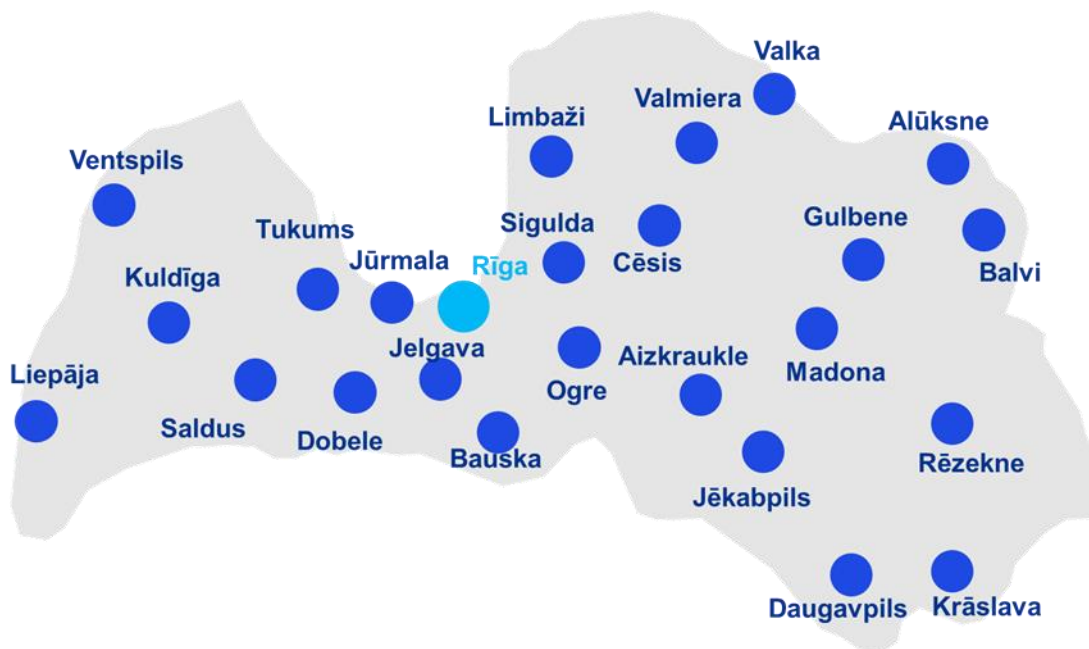 Valka
Valmiera
Limbaži
Alūksne
Ventspils
Sigulda
Gulbene
Tukums
Jūrmala
Rīga
Cēsis
Balvi
Kuldīga
Jelgava
Aizkraukle
Madona
Liepāja
Ogre
Saldus
Dobele
Bauska
Rēzekne
Jēkabpils
Daugavpils
Krāslava